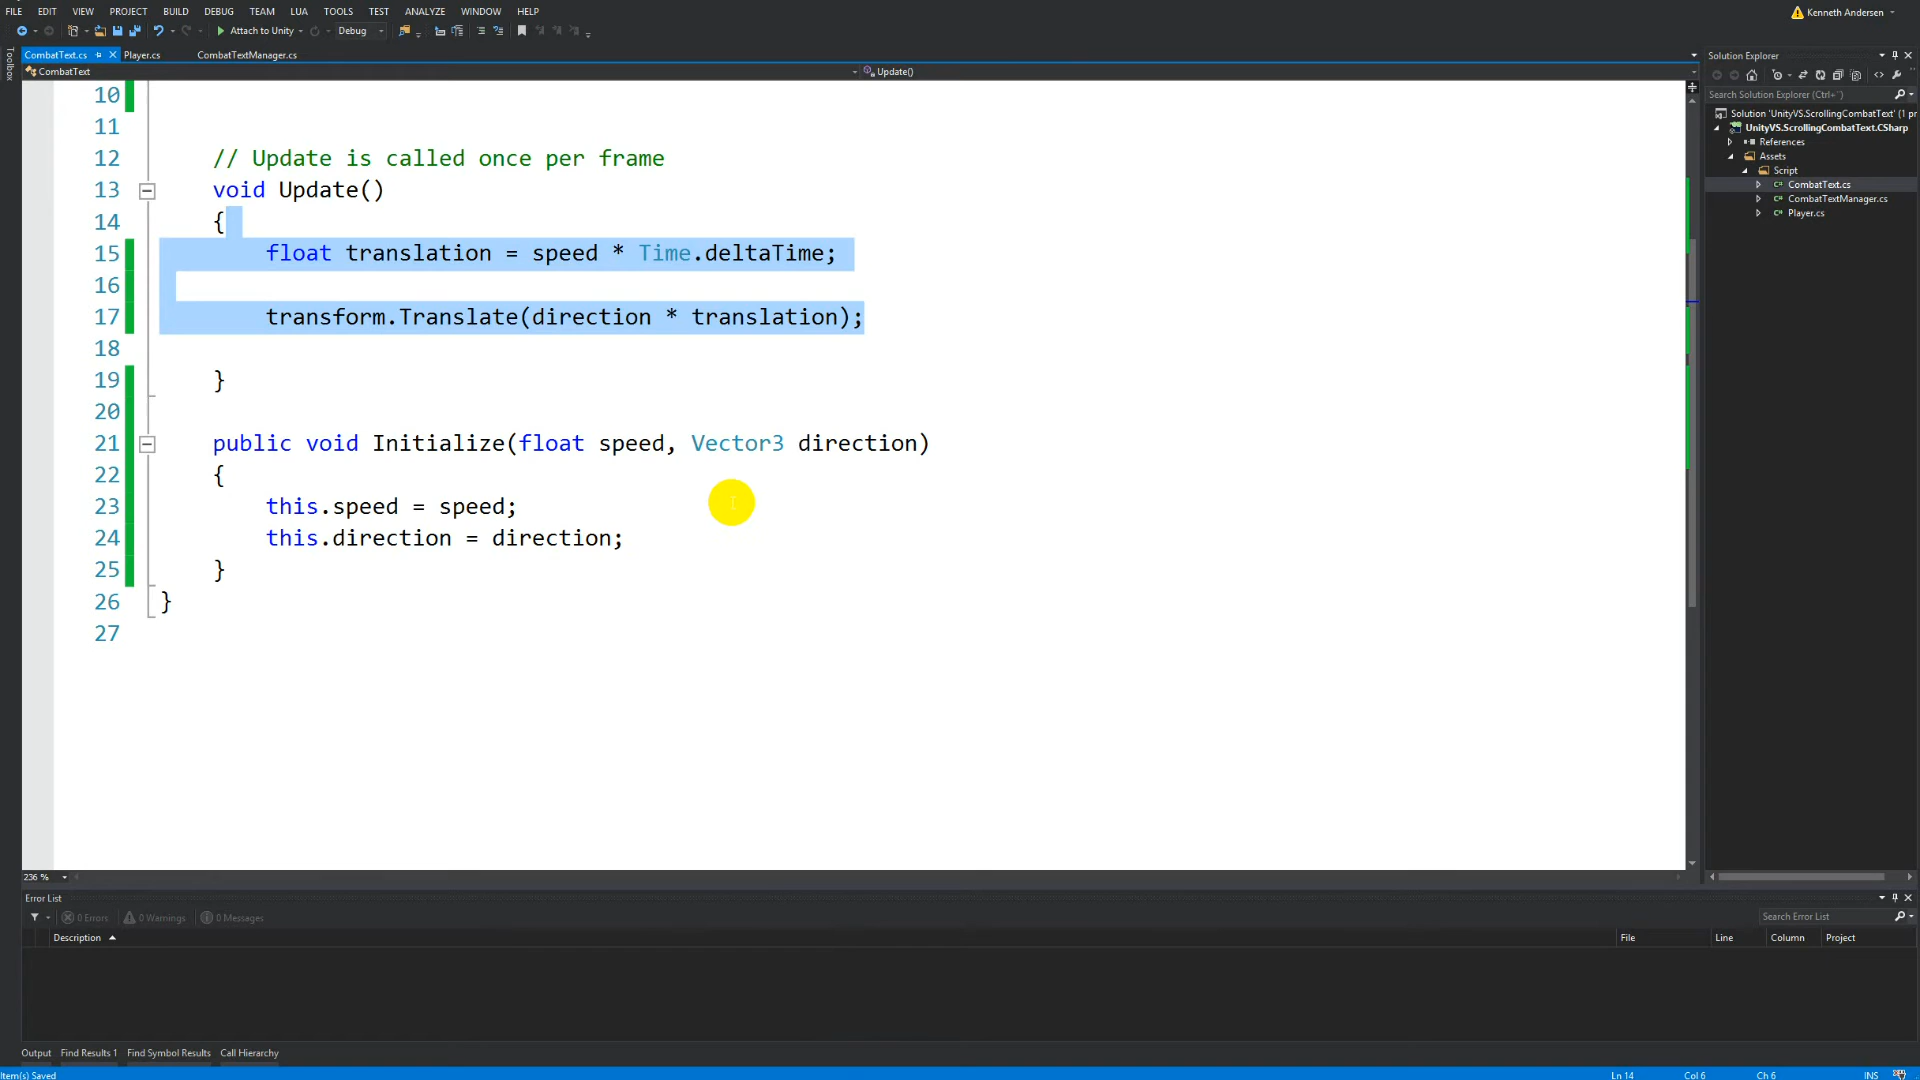 FILE EDIT VIEW PROJECT BUILD DEBUG TEAM LUA TOOLS TEST ANALYZE WINDOW HELP
Kenneth Andersen
Attach to Unity Debug
CombatText.cs Player.cs CombatTextManager.cs
CombatText Update()
10
11
12 // Update is called once per frame
13 void Update()
14 {
15 float translation = speed * Time.deltaTime;
16
17 transform.Translate(direction * translation);
18
19 }
20
21 public void Initialize(float speed, Vector3 direction)
22 {
23 this.speed = speed;
24 this.direction = direction;
25 }
26 }
27
Toolbox
Solution Explorer
Search Solution Explorer (Ctrl+¨)
Solution 'UnityVS.ScrollingCombatText' (1 pr
UnityVS.ScrollingCombatText.CSharp
References
Assets
Script
CombatText.cs
CombatTextManager.cs
Player.cs
236 %
Error List
0 Errors 0 Warnings 0 Messages
Search Error List
Description File Line Column Project
Output Find Results 1 Find Symbol Results Call Hierarchy
Item(s) Saved Ln 14 Col 6 Ch 6 INS